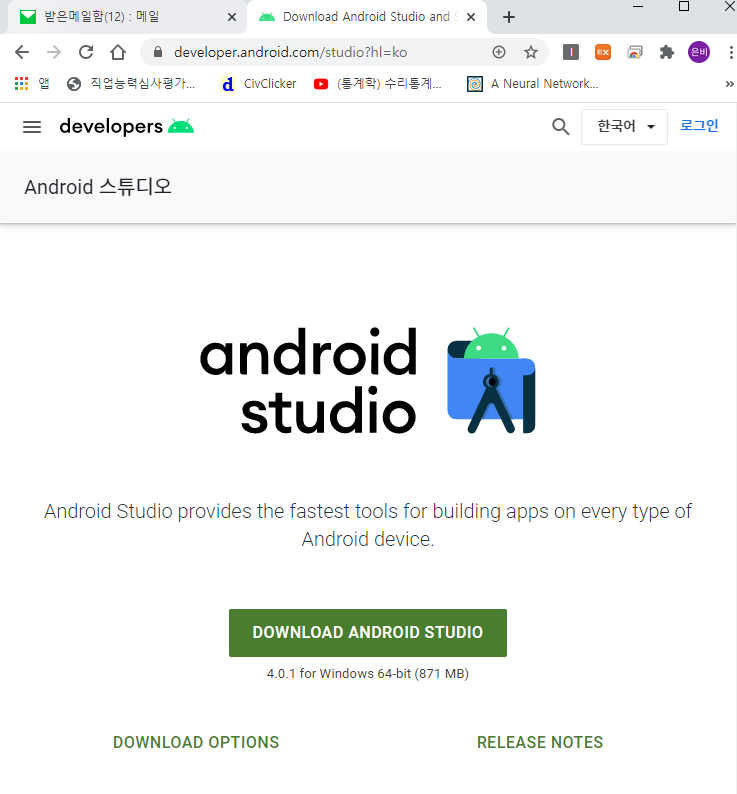 받은메일함(12) : 메일
Download Android Studio and S
developer.android.com/studio?hl=ko
EX
은비
앱
직업능력심사평가...
d
CivClicker
(통계학) 수리통계...
A Neural Network...
developers
한국어
로그인
Android 스튜디오
android
studio
Android Studio provides the fastest tools for building apps on every type of
Android device.
DOWNLOAD ANDROID STUDIO
4.0.1 for Windows 64-bit (871 MB)
DOWNLOAD OPTIONS
RELEASE NOTES